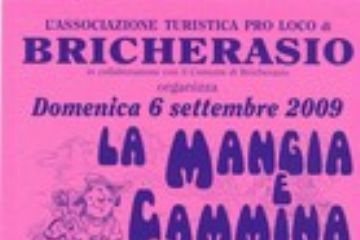 L'ASSOCIAZIONE TURISTICA PRO LOCO di
BRICHERASIO
in collaborazione con il Comune di Bricherasio
organizza
Domenica 6 settembre 2009
LA MANGIA
E
CAMMINA